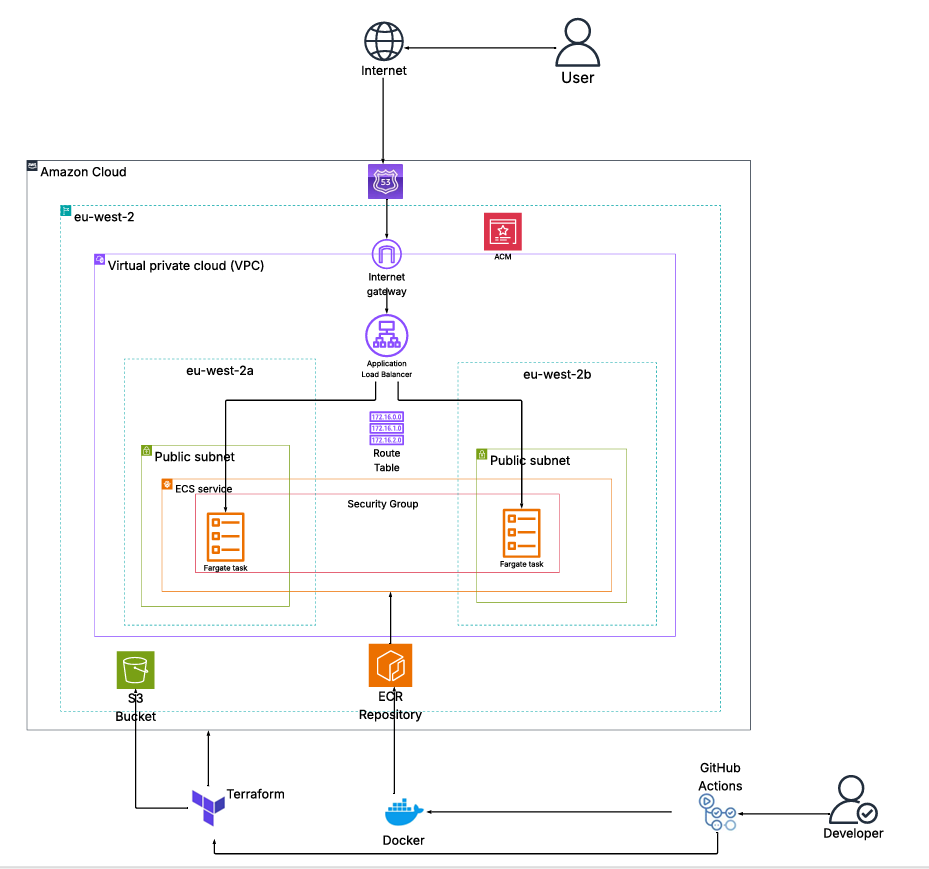 Internet
User
aws
Amazon Cloud
53
eu-west-2
ACM
Virtual private cloud (VPC)
Internet
gateway
Application
Load Balancer
eu-west-2a
eu-west-2b
172.16.0.0
172.16.1.0
172.16.2.0
Route
Table
Public subnet
Public subnet
ECS service
Security Group
Fargate task
Fargate task
S3
Bucket
ECR
Repository
Terraform
Docker
GitHub
Actions
Developer